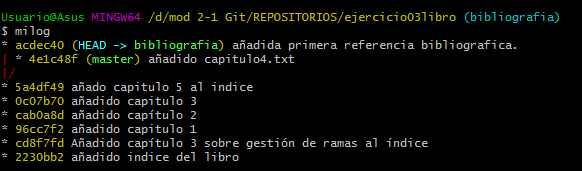 Usuario@Asus MINGW64 /d/mod 2-1 Git/REPOSITORIOS/ejercicio03libro (bibliografia)
$ milog
* acdec40 (HEAD -> bibliografia) añadida primera referencia bibliografica.
| * 4e1c48f (master) añadido capitulo4.txt
|/
* 5a4df49 añado capitulo 5 al indice
* 0c07b70 añadido capitulo 3
* cab0a8d añadido capítulo 2
* 96cc7f2 añadido capitulo 1
* cd8f7fd Añadido capítulo 3 sobre gestión de ramas al índice
* 2230bb2 añadido indice del libro